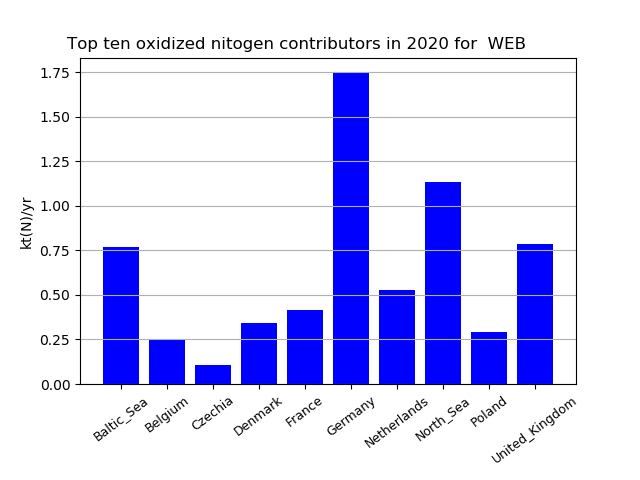 Top ten oxidized nitogen contributors in 2020 for  WEB
1.75
1.50
1.25
1.00
0.75
0.50
0.25
0.00
kt(N)/yr
Baltic_Sea
Belgium
Czechia
Denmark
France
Germany
Netherlands
North_Sea
Poland
United_Kingdom